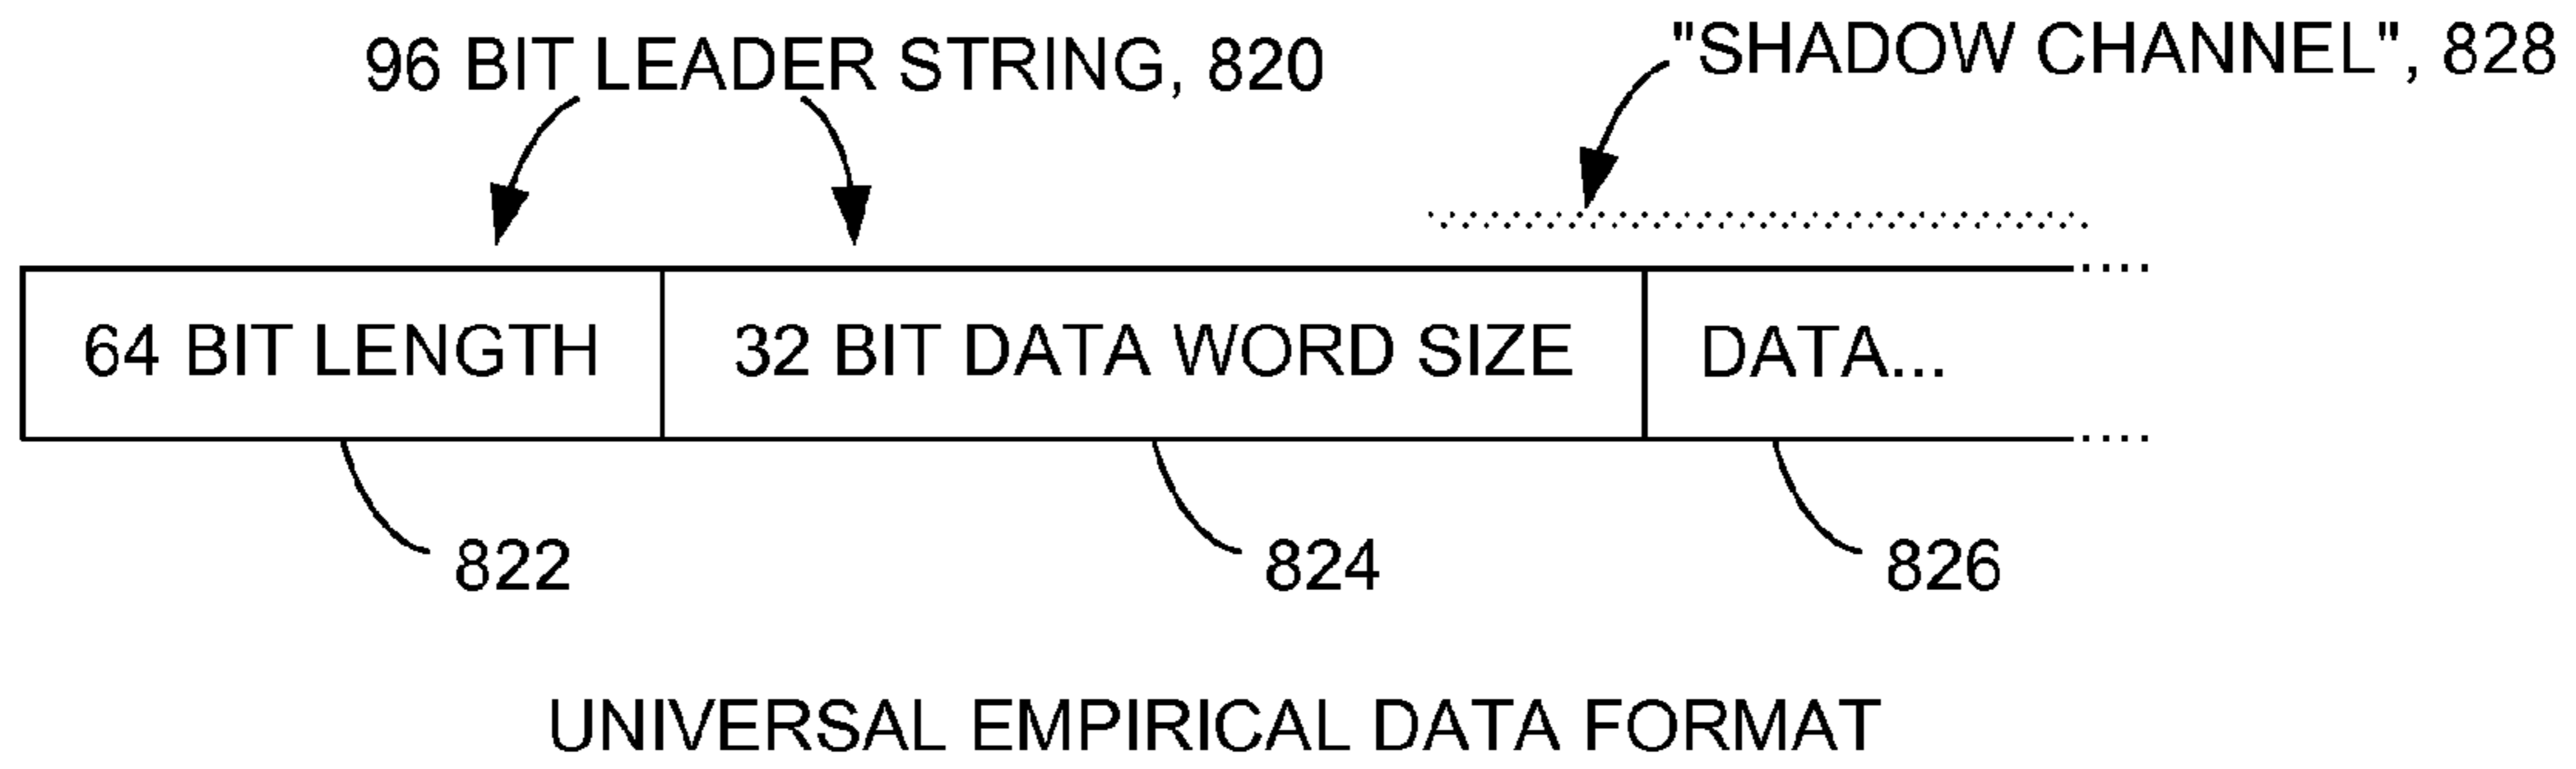 96 BIT LEADER STRING, 820
"SHADOW CHANNEL", 828
64 BIT LENGTH
32 BIT DATA WORD SIZE
DATA...
822
824
826
UNIVERSAL EMPIRICAL DATA FORMAT